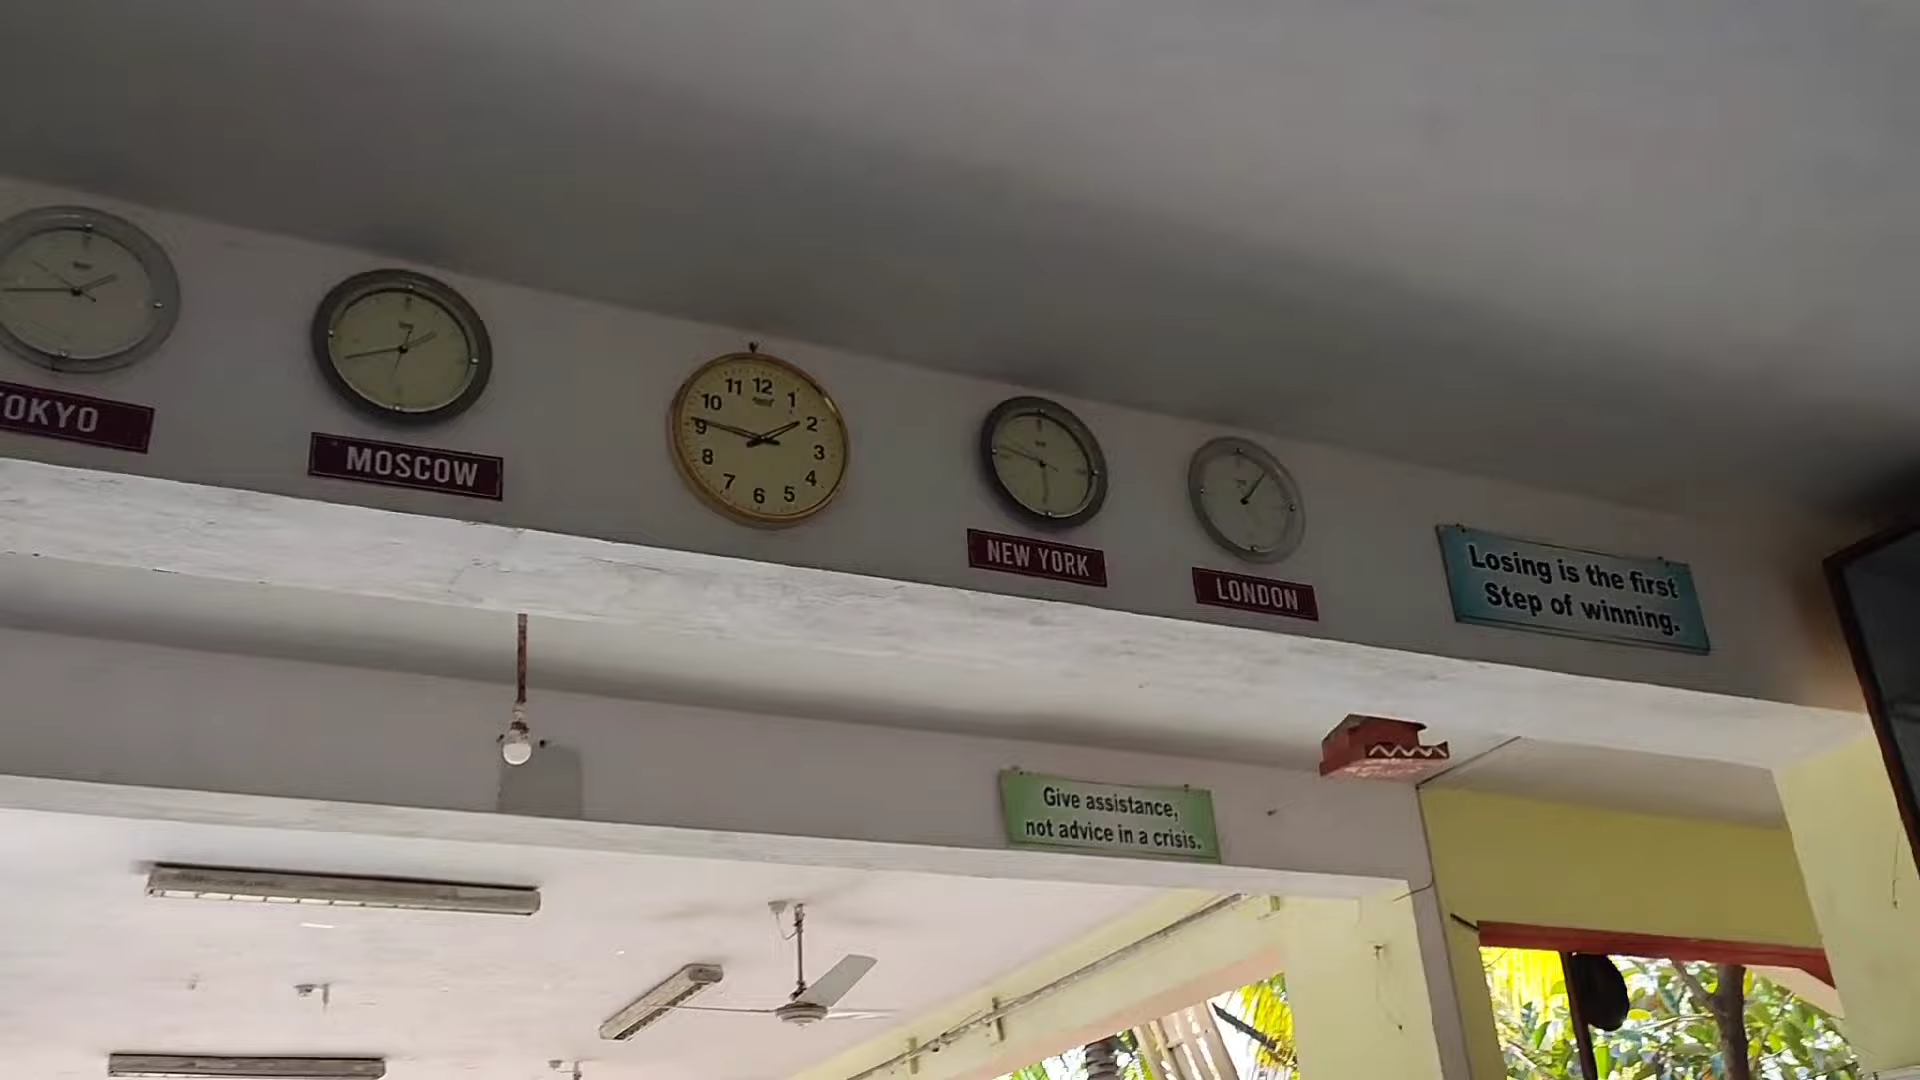 OKYO
MOSCOW
11 12 1
10 2
9 3
8 4
7 6 5
NEW YORK
LONDON
Losing is the first
Step of winning.
Give assistance,
not advice in a crisis.